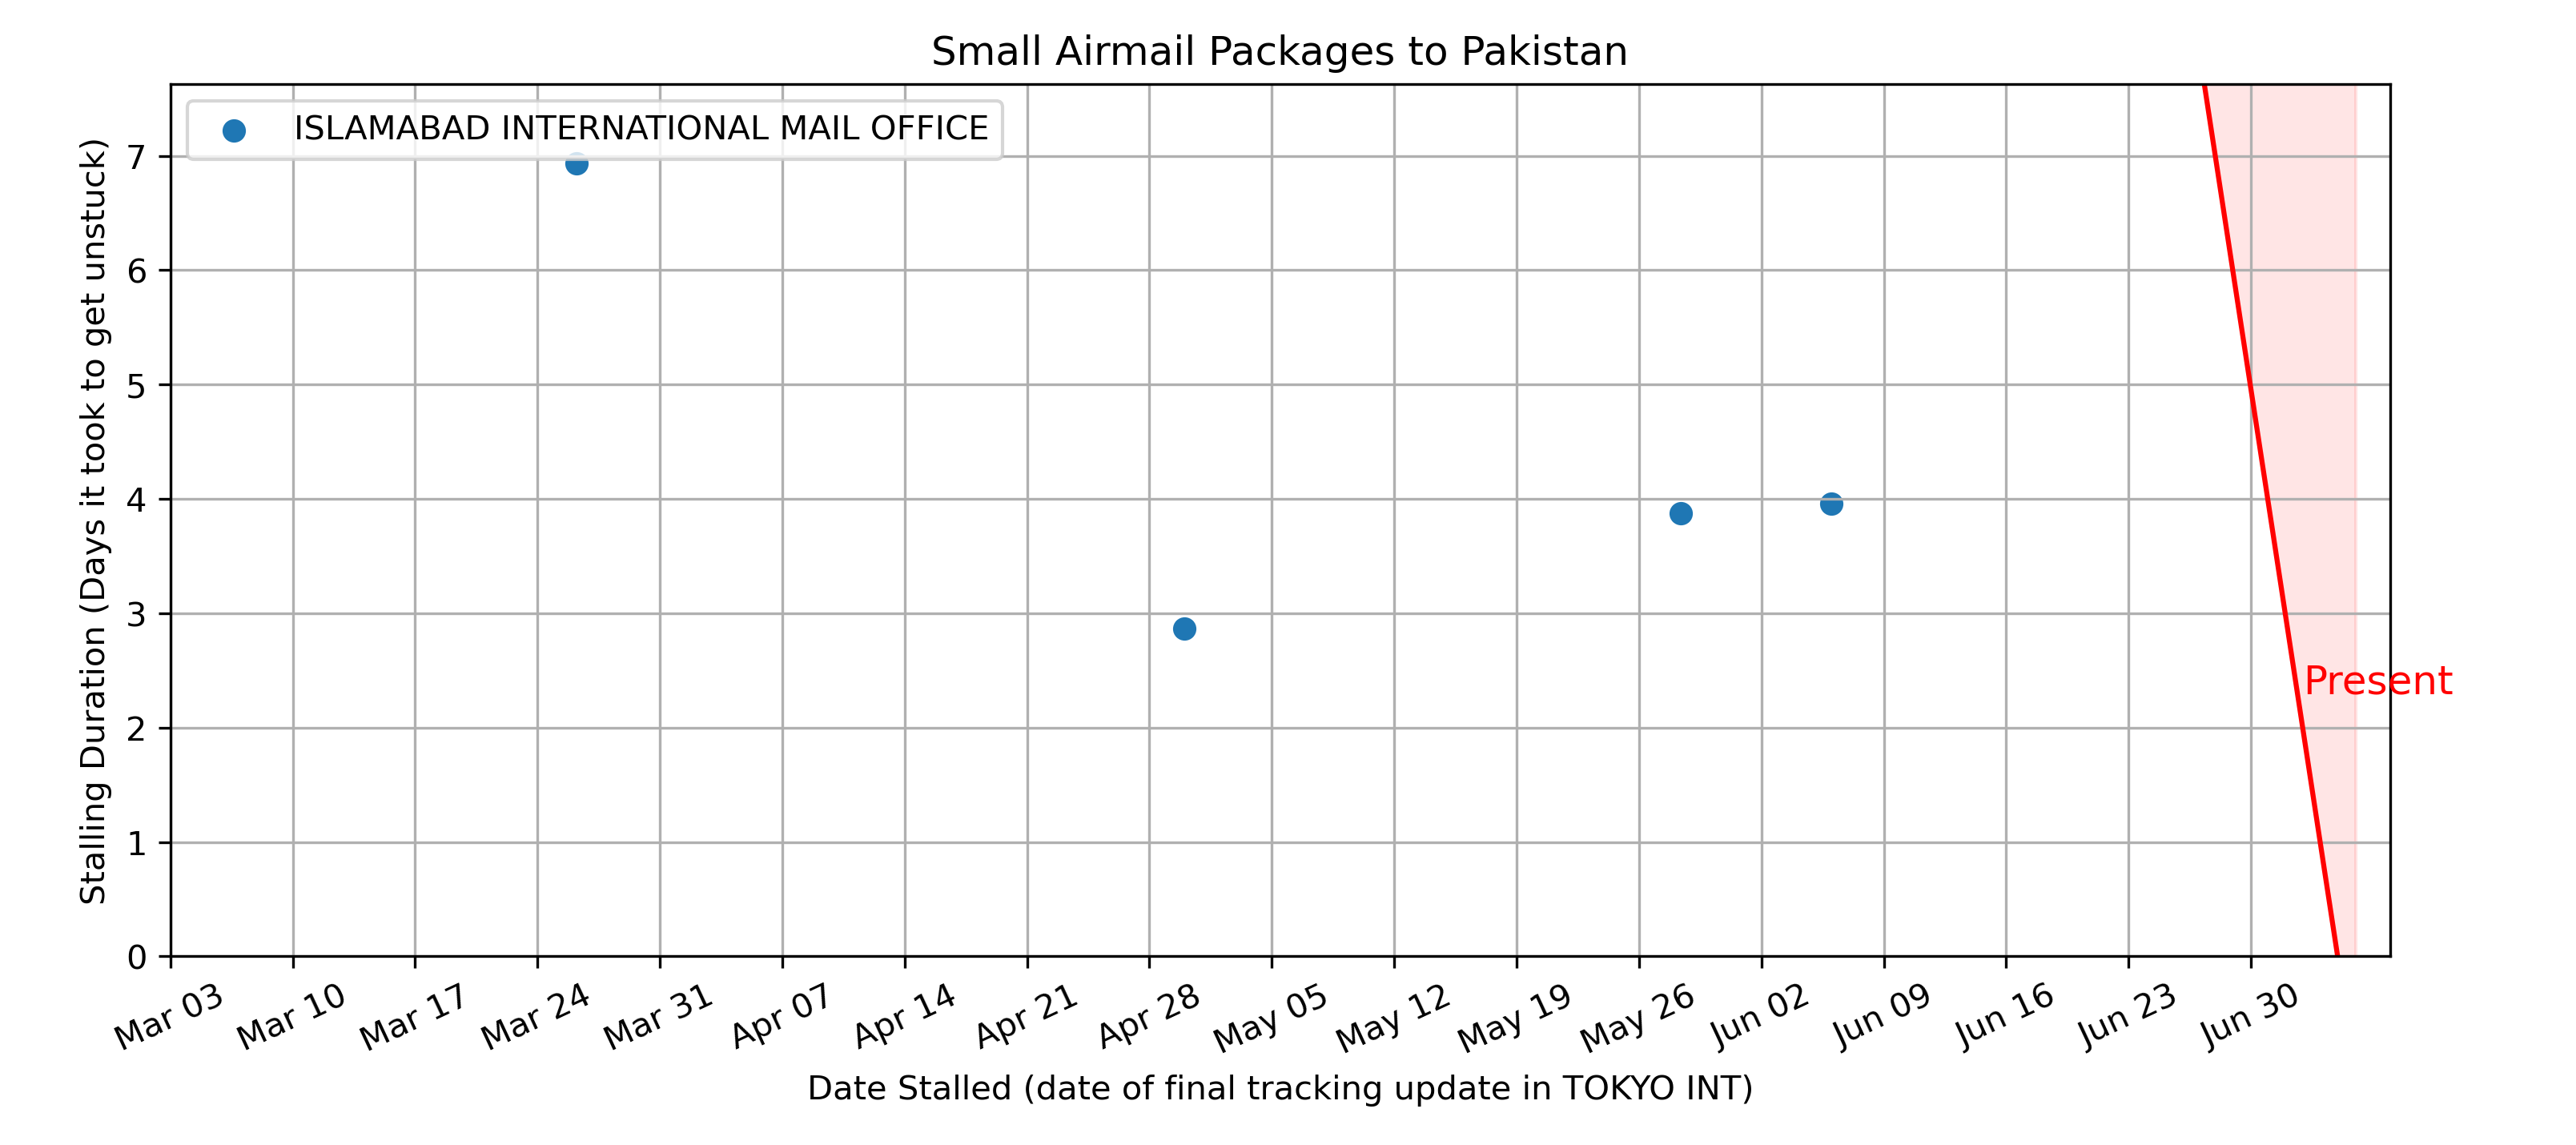 Small Airmail Packages to Pakistan
ISLAMABAD INTERNATIONAL MAIL OFFICE
Stalling Duration (Days it took to get unstuck)
7
6
5
4
3
2
1
0
Present
Mar 03 Mar 10 Mar 17 Mar 24 Mar 31 Apr 07 Apr 14 Apr 21 Apr 28 May 05 May 12 May 19 May 26 Jun 02 Jun 09 Jun 16 Jun 23 Jun 30
Date Stalled (date of final tracking update in TOKYO INT)